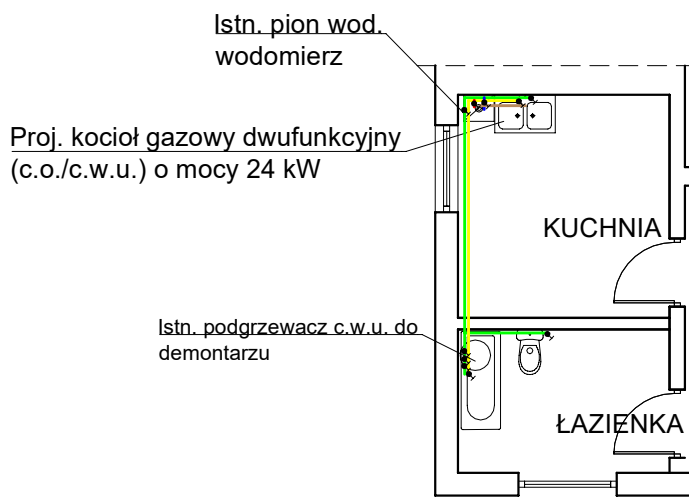 Istn. pion wod.
wodomierz
Proj. kocioł gazowy dwufunkcyjny
(c.o./c.w.u.) o mocy 24 kW
KUCHNIA
Istn. podgrzewacz c.w.u. do
demontarzu
ŁAZIENKA